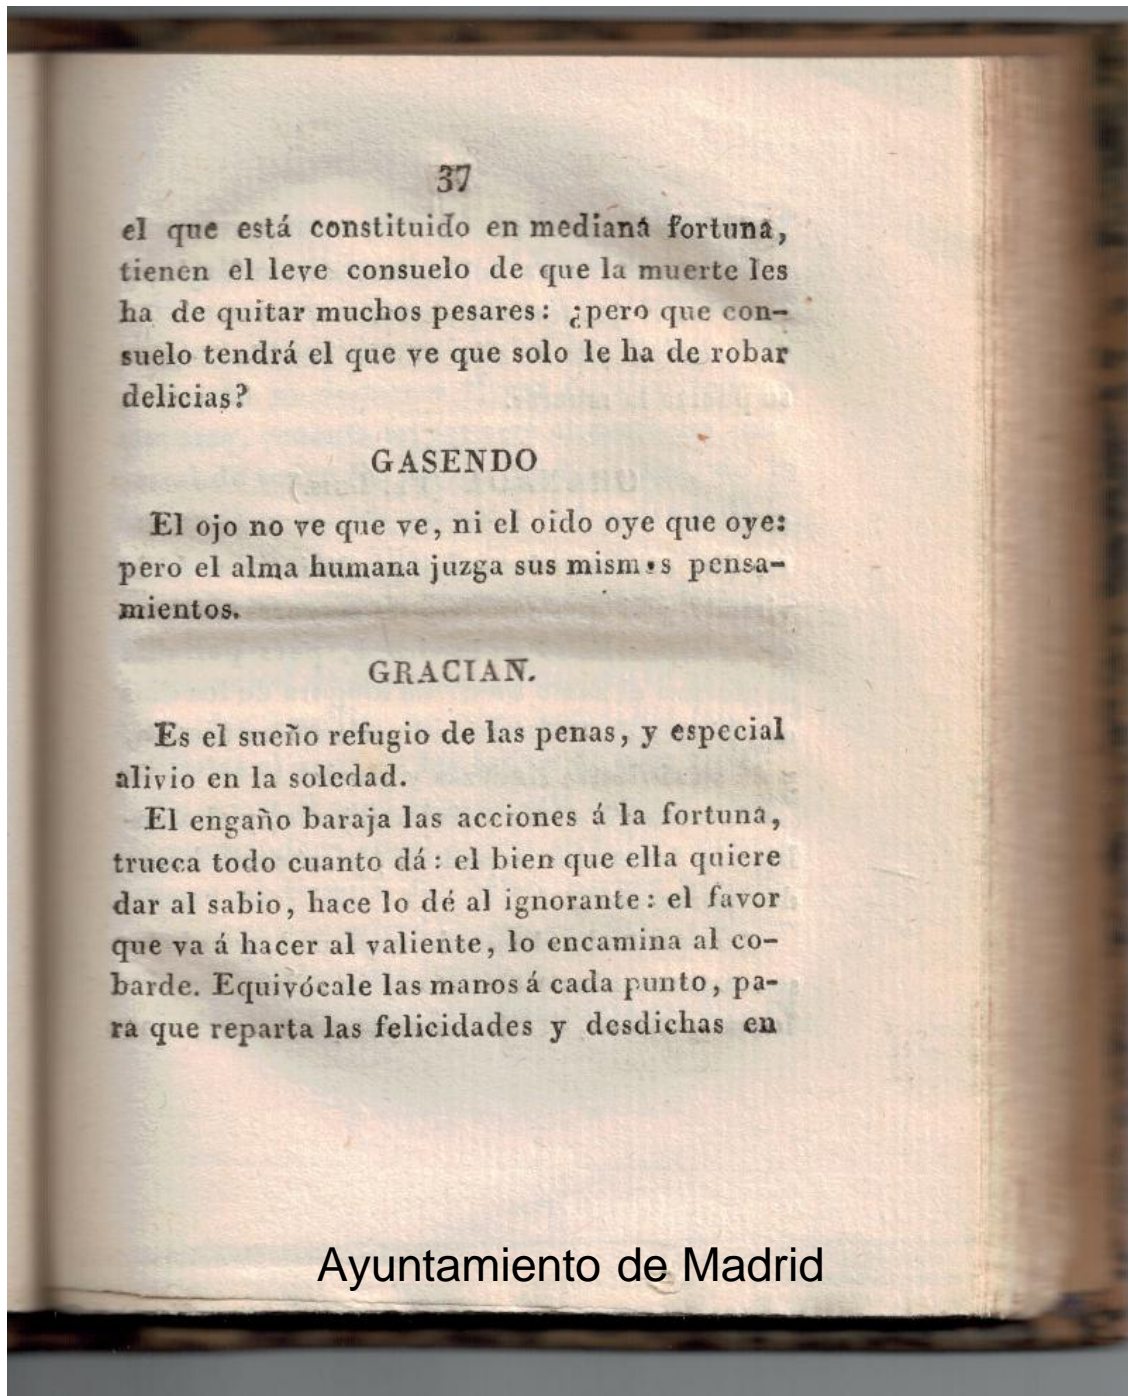 37
el que está constituido en mediana fortuna,
tienen el leve consuelo de que la muerte les
ha de quitar muchos pesares: ¿pero que con-
suelo tendrá el que ve que solo le ha de robar
delicias?
GASENDO
El ojo no ve que ve, ni el oido oye que oye:
pero el alma humana juzga sus mismos pensa-
mientos.
GRACIAN.
Es el sueño refugio de las penas, y especial
alivio en la soledad.
El engaño baraja las acciones á la fortuna,
trueca todo cuanto dá: el bien que ella quiere
dar al sabio, hace lo dé al ignorante: el favor
que va á hacer al valiente, lo encamina al co-
barde. Equivócale las manos á cada punto, pa-
ra que reparta las felicidades y desdichas en
Ayuntamiento de Madrid